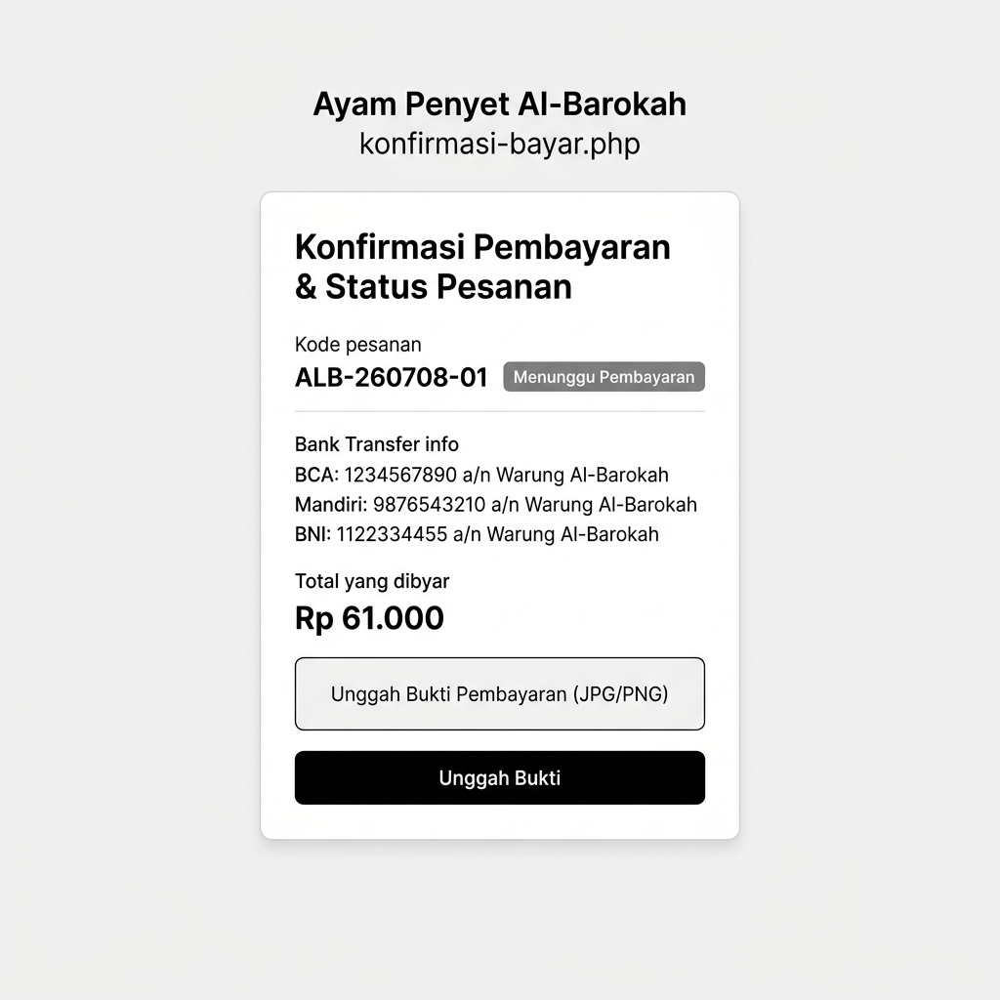 Ayam Penyet Al-Barokah
konfirmasi-bayar.php
Konfirmasi Pembayaran
& Status Pesanan
Kode pesanan
ALB-260708-01 Menunggu Pembayaran
Bank Transfer info
BCA: 1234567890 a/n Warung Al-Barokah
Mandiri: 9876543210 a/n Warung Al-Barokah
BNI: 1122334455 a/n Warung Al-Barokah
Total yang dibyar
Rp 61.000
Unggah Bukti Pembayaran (JPG/PNG)
Unggah Bukti